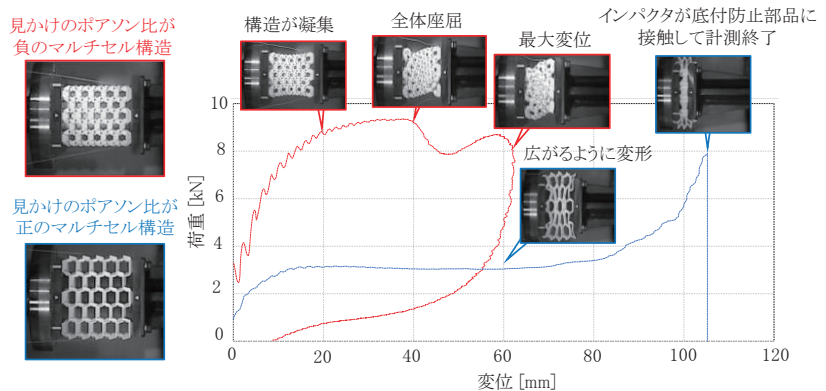 見かけのポアソン比が
負のマルチセル構造
見かけのポアソン比が
正のマルチセル構造
構造が凝集
全体座屈
最大変位
インパクタが底付防止部品に
接触して計測終了
広がるように変形
荷重 [kN]
10
8
6
4
2
0
0
20
40
60
80
100
120
変位 [mm]